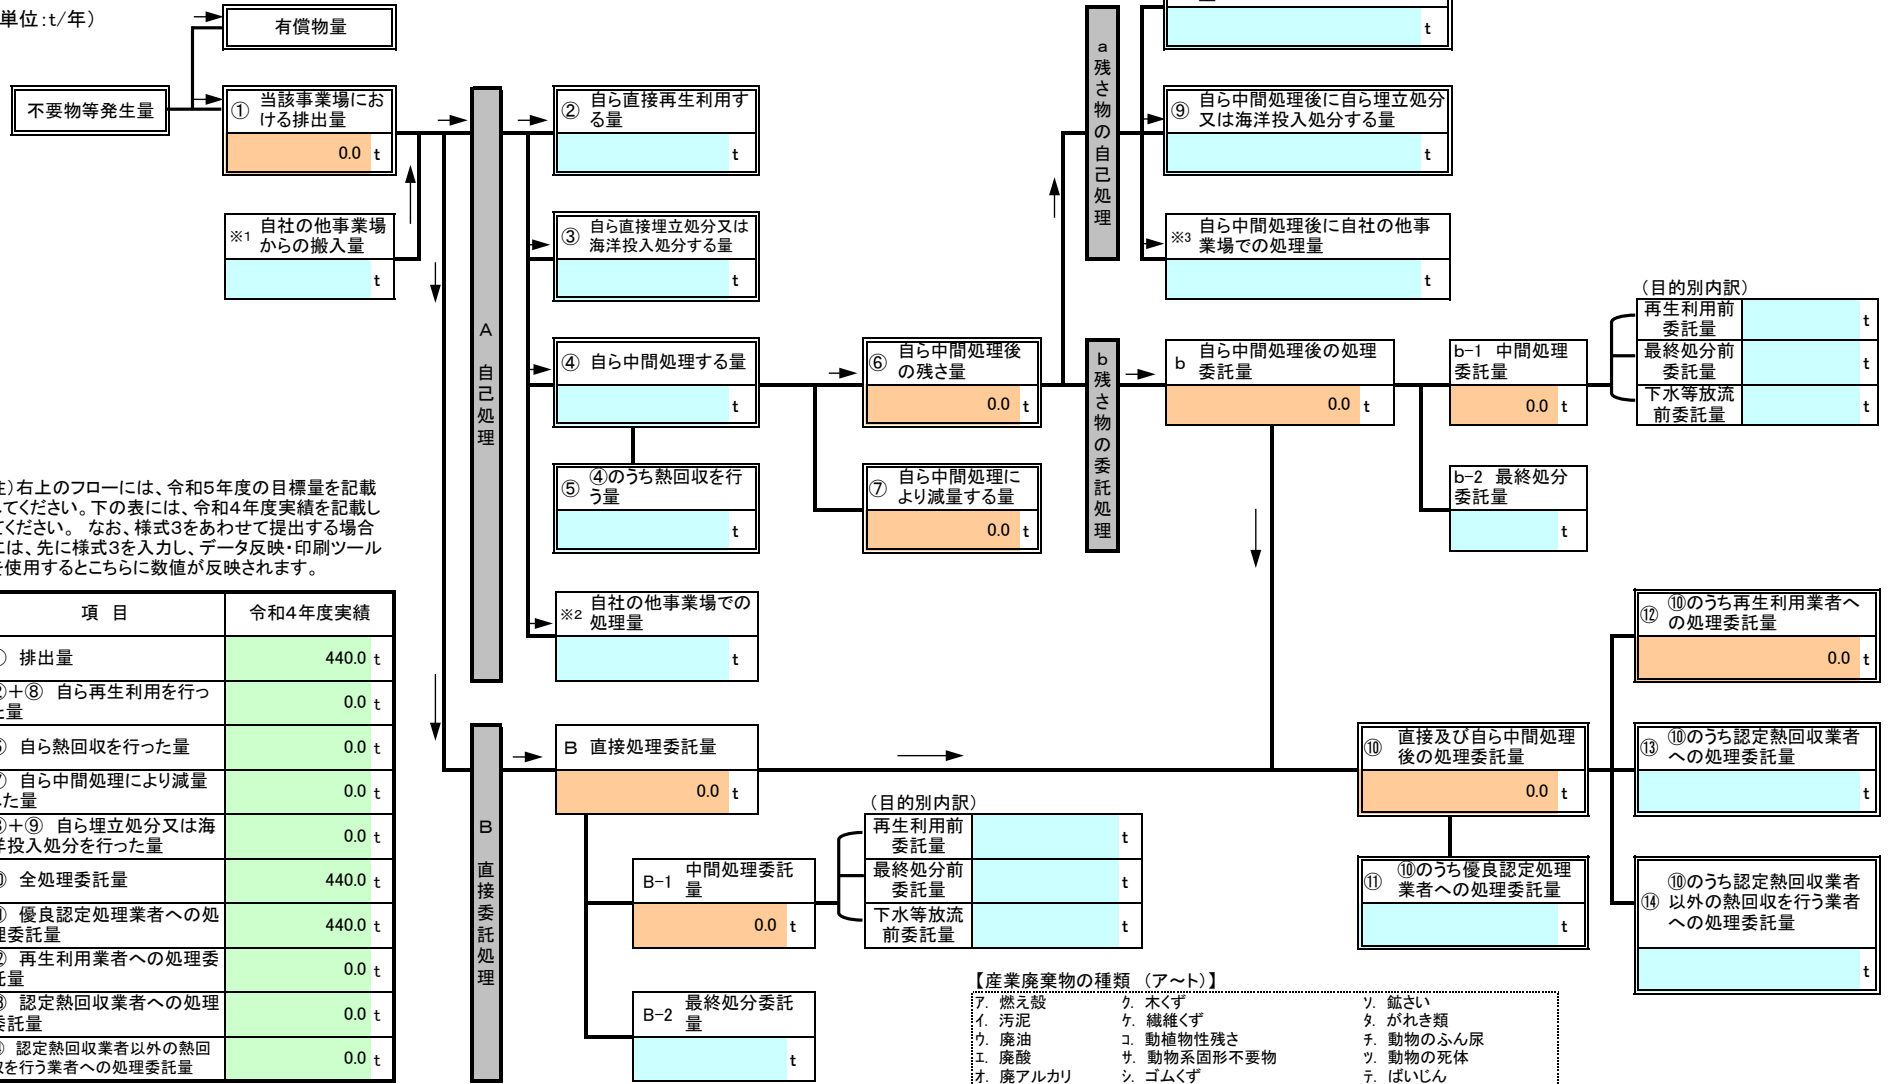 単位：t/年）
有償物量
不要物等発生量
① 当該事業場にお
ける排出量
0.0 t
※1 自社の他事業場
からの搬入量
t
A 自己処理
② 自ら直接再生利用す
る量
t
③ 自ら直接埋立処分又は
海洋投入処分する量
t
④ 自ら中間処理する量
t
⑤ ④のうち熱回収を行
う量
t
※2 自社の他事業場での
処理量
t
⑥ 自ら中間処理後
の残さ量
0.0 t
⑦ 自ら中間処理に
より減量する量
0.0 t
a 残さ物の自己処理
t
⑨ 自ら中間処理後に自ら埋立処分
又は海洋投入処分する量
t
※3 自ら中間処理後に自社の他事
業場での処理量
t
b 残さ物の委託処理
b 自ら中間処理後の処理
委託量
0.0 t
b-1 中間処理
委託量
0.0 t
（目的別内訳）
再生利用前
委託量
t
最終処分前
委託量
t
下水等放流
前委託量
t
b-2 最終処分
委託量
t
注）右上のフローには、令和５年度の目標量を記載
してください。下の表には、令和４年度実績を記載し
てください。 なお、様式３をあわせて提出する場合
には、先に様式３を入力し、データ反映・印刷ツール
を使用するとこちらに数値が反映されます。
項 目 令和４年度実績
排出量 440.0 t
②＋⑧ 自ら再生利用を行っ
た量 0.0 t
自ら熱回収を行った量 0.0 t
自ら中間処理により減量
した量 0.0 t
③＋⑨ 自ら埋立処分又は海
洋投入処分を行った量 0.0 t
全処理委託量 440.0 t
優良認定処理業者への処
理委託量 440.0 t
再生利用業者への処理委
託量 0.0 t
認定熱回収業者への処理
委託量 0.0 t
認定熱回収業者以外の熱回
収を行う業者への処理委託量 0.0 t
B 直接委託処理
B 直接処理委託量
0.0 t
B-1 中間処理委託
量
0.0 t
（目的別内訳）
再生利用前
委託量
t
最終処分前
委託量
t
下水等放流
前委託量
t
B-2 最終処分委託
量
t
⑩ 直接及び自ら中間処理
後の処理委託量
0.0 t
⑪ ⑩のうち優良認定処理
業者への処理委託量
t
⑫ ⑩のうち再生利用業者へ
の処理委託量
0.0 t
⑬ ⑩のうち認定熱回収業者
への処理委託量
t
⑭ ⑩のうち認定熱回収業者
以外の熱回収を行う業者
への処理委託量
t
【産業廃棄物の種類 （ア～ト）】
ア. 燃え殻 ク. 木くず ソ. 鉱さい
イ. 汚泥 ケ. 繊維くず タ. がれき類
ウ. 廃油 コ. 動植物性残さ チ. 動物のふん尿
エ. 廃酸 サ. 動物系固形不要物 ツ. 動物の死体
オ. 廃アルカリ シ. ゴムくず テ. ばいじん